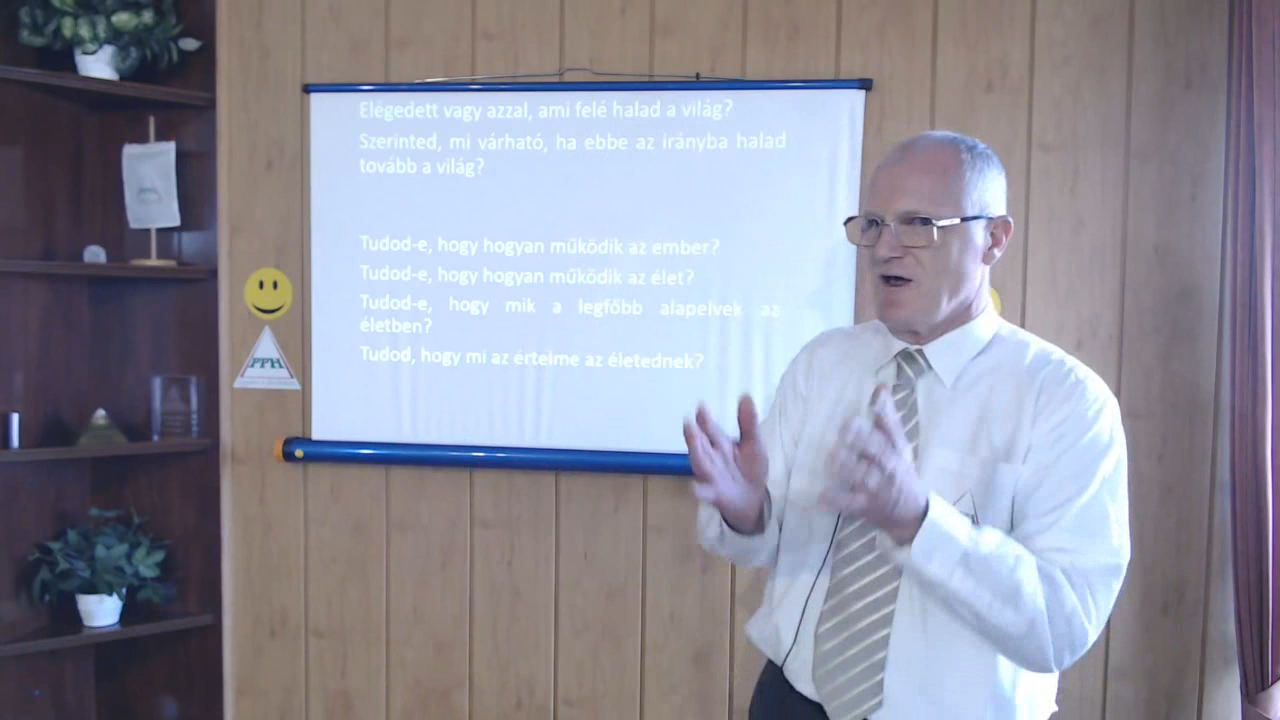 Elégedett vagy azzal, ami felé halad a világ?
Szerinted, mi várható, ha ebbe az irányba halad
tovább a világ?
Tudod-e, hogy hogyan működik az ember?
Tudod-e, hogy hogyan működik az élet?
Tudod-e, hogy mik a legfőbb alapelvek az
életben?
Tudod, hogy mi az értelme az életednek?
PPH